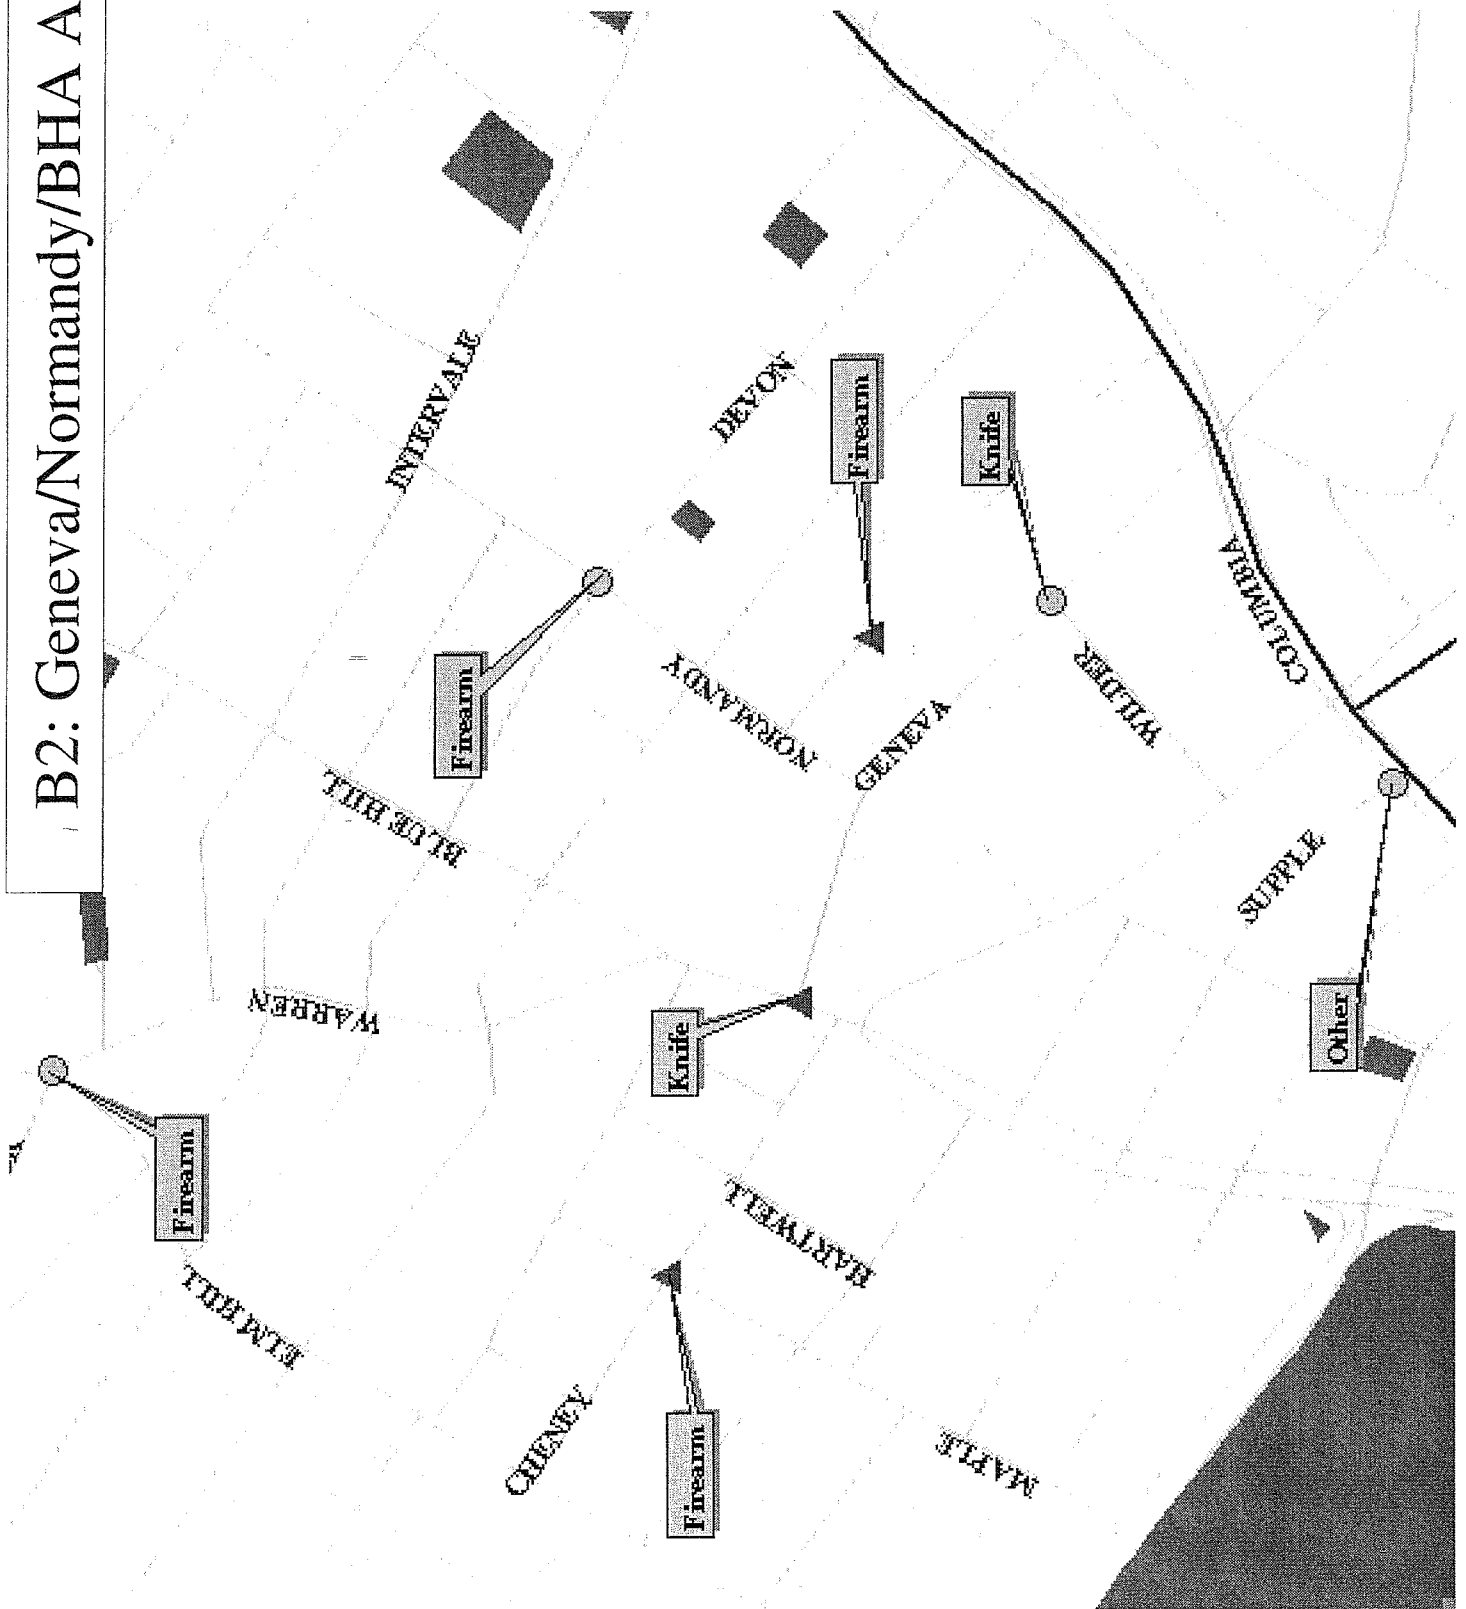 B2: Geneva/Normandy/BHA A
INTERVALE
DEVON
Firearm
Knife
Firearm
NORMANDY
GENEVA
WILDER
COLUMBIA
BLUE HILL
SUPPLE
WARREN
Knife
Other
Firearm
ELM HILL
HARTWELL
CHENEY
Firearm
MAPLE